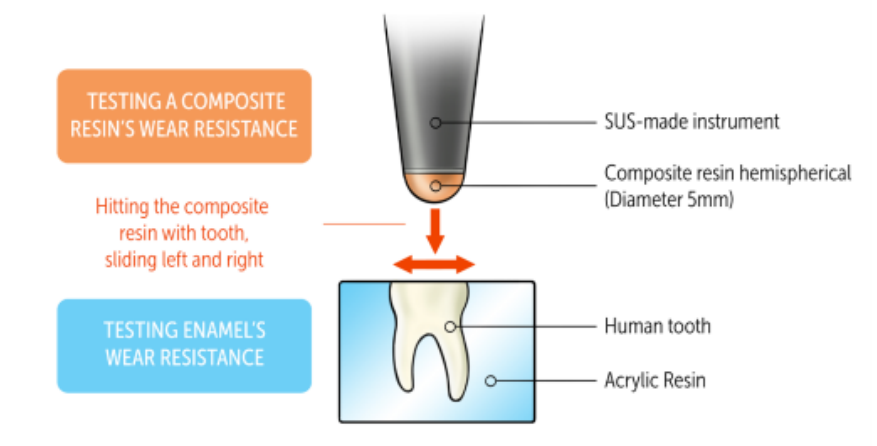 TESTING A COMPOSITE
RESIN'S WEAR RESISTANCE
SUS-made instrument
Composite resin hemispherical
(Diameter 5mm)
Hitting the composite
resin with tooth,
sliding left and right
TESTING ENAMEL'S
WEAR RESISTANCE
Human tooth
Acrylic Resin